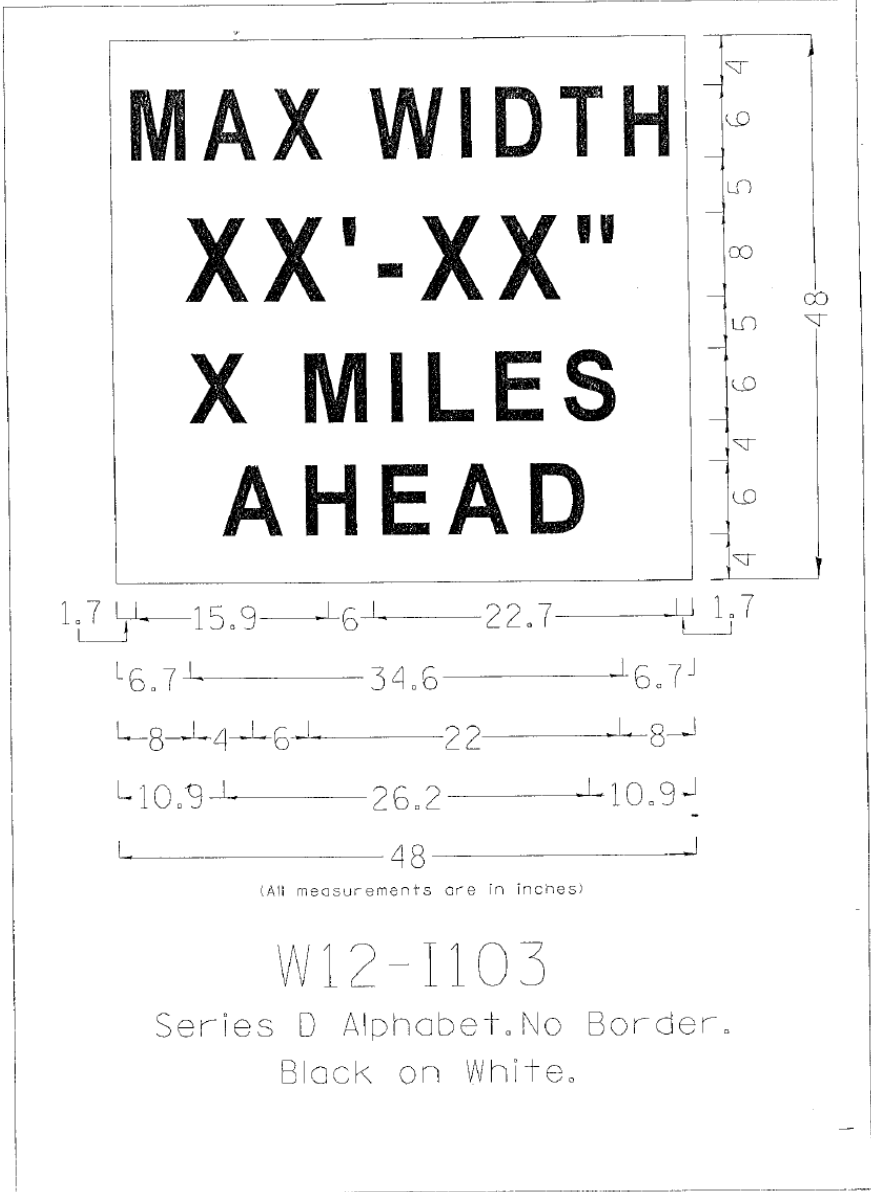 MAX WIDTH
XX'-XX"
X MILES
AHEAD
4
6
5
8
5
6
4
6
4
48
1.7 15.9 6 22.7 1.7
6.7 34.6 6.7
8 4 6 22 8
10.9 26.2 10.9
48
(All measurements are in inches)
W12-I103
Series D Alphabet.No Border.
Black on White.